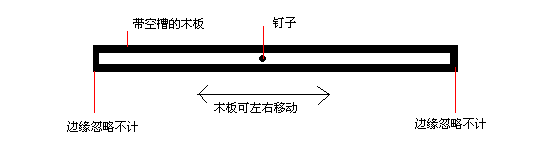 带空槽的木板
钉子
木板可左右移动
边缘忽略不计
边缘忽略不计